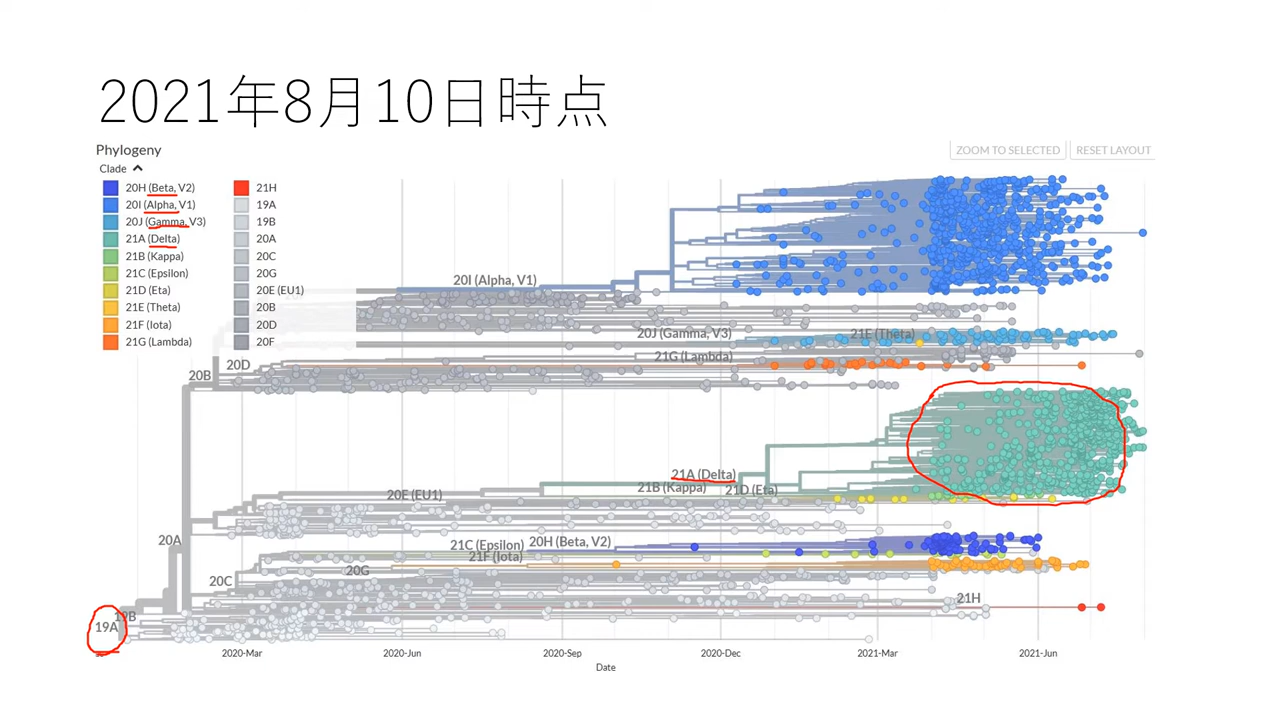 2021年8月10日時点
Phylogeny
ZOOM TO SELECTED
RESET LAYOUT
Clade
20H (Beta, V2)
20I (Alpha, V1)
20J (Gamma, V3)
21A (Delta)
21B (Kappa)
21C (Epsilon)
21D (Eta)
21E (Theta)
21F (Iota)
21G (Lambda)
21H
19A
19B
20A
20C
20G
20E (EU1)
20B
20D
20F
20I (Alpha, V1)
20J (Gamma, V3)
21E (Theta)
21G (Lambda)
20D
20B
21A (Delta)
21B (Kappa)
21D (Eta)
20E (EU1)
20A
20H (Beta, V2)
21C (Epsilon)
21F (Iota)
20G
20C
21H
19B
19A
2020-Mar
2020-Jun
2020-Sep
2020-Dec
2021-Mar
2021-Jun
Date